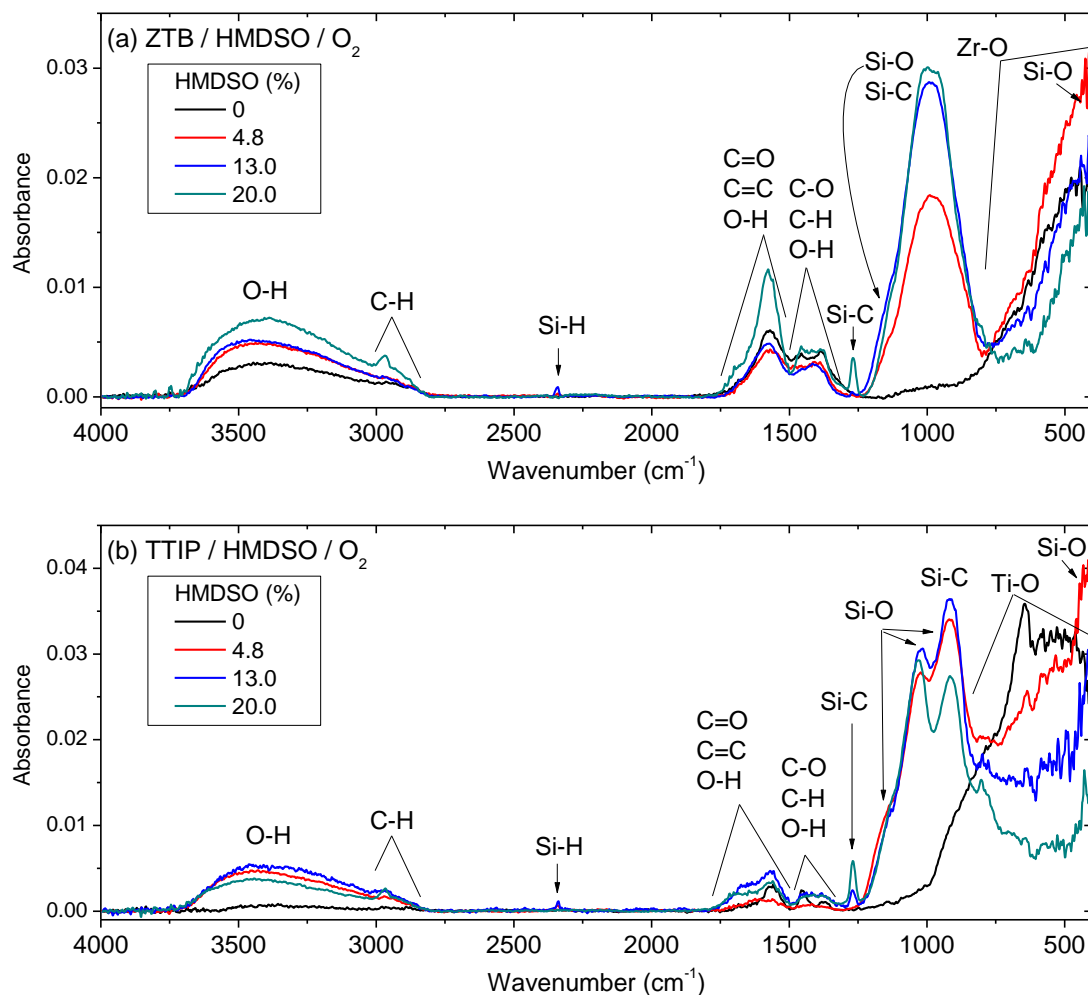 (a) ZTB / HMDSO / O₂
HMDSO (%)
0
4.8
13.0
20.0
O-H
C-H
Si-H
C=O
C=C
O-H
C-O
C-H
O-H
Si-C
Si-O
Si-C
Zr-O
Si-O
0.03
0.02
0.01
0.00
Absorbance
4000 3500 3000 2500 2000 1500 1000 500
Wavenumber (cm⁻¹)
(b) TTIP / HMDSO / O₂
HMDSO (%)
0
4.8
13.0
20.0
O-H
C-H
Si-H
C=O
C=C
O-H
C-O
C-H
O-H
Si-C
Si-O
Si-C
Ti-O
Si-O
0.04
0.03
0.02
0.01
0.00
Absorbance
4000 3500 3000 2500 2000 1500 1000 500
Wavenumber (cm⁻¹)